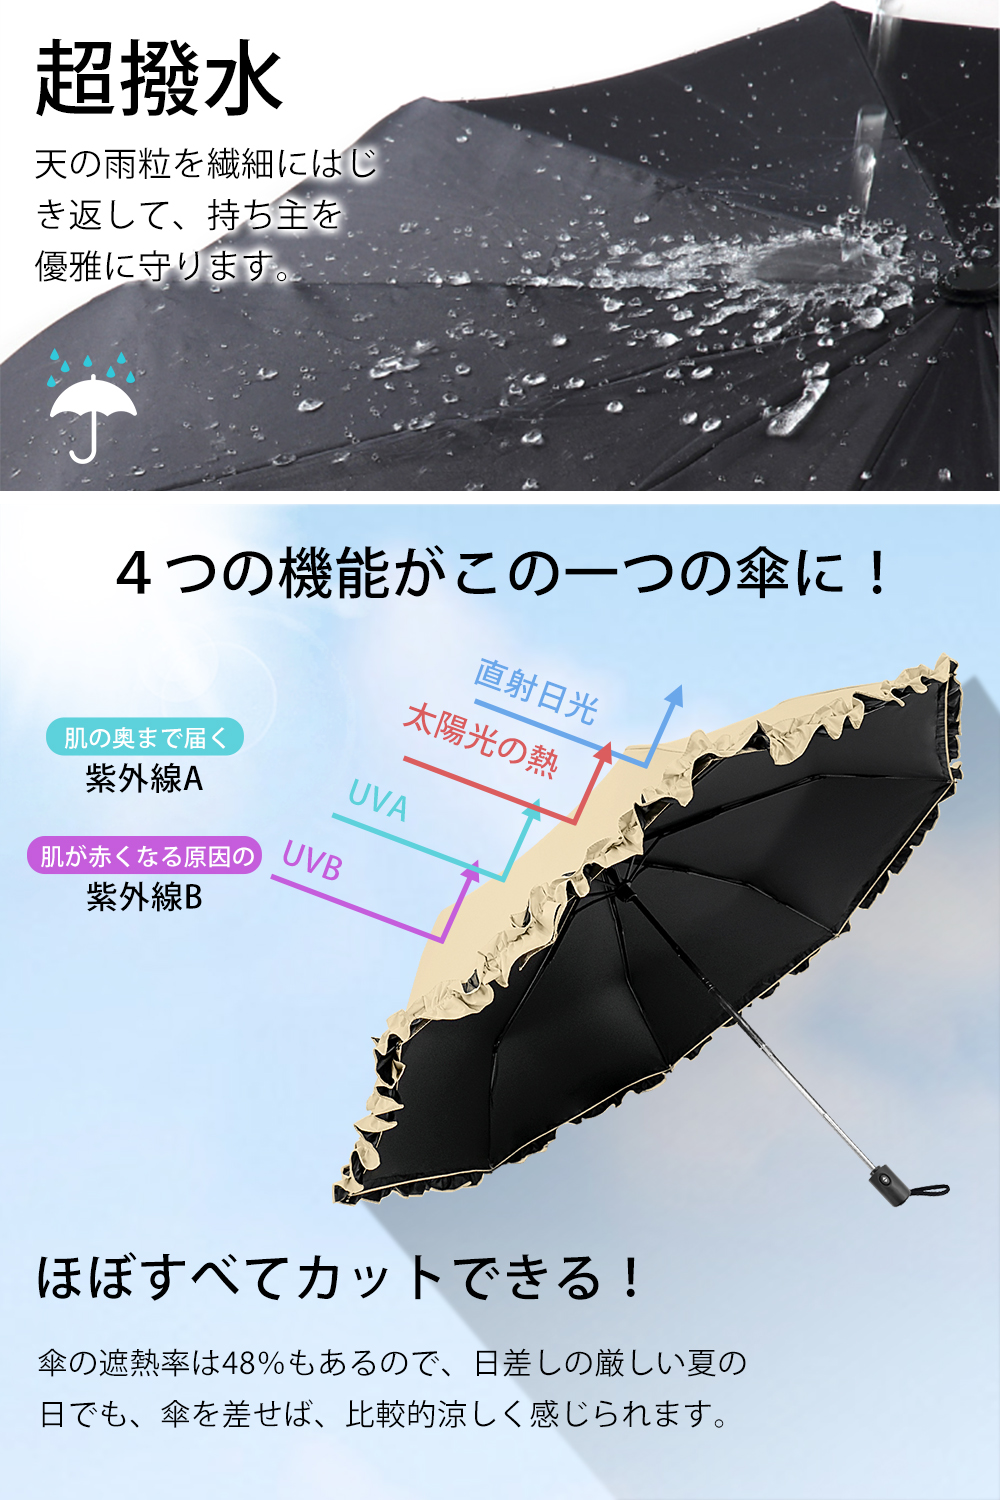 超撥水
天の雨粒を繊細にはじ
き返して、持ち主を
優雅に守ります。
４つの機能がこの一つの傘に！
直射日光
太陽光の熱
UVA
UVB
肌の奥まで届く
紫外線A
肌が赤くなる原因の
紫外線B
ほぼすべてカットできる！
傘の遮熱率は48%もあるので、日差しの厳しい夏の
日でも、傘を差せば、比較的涼しく感じられます。